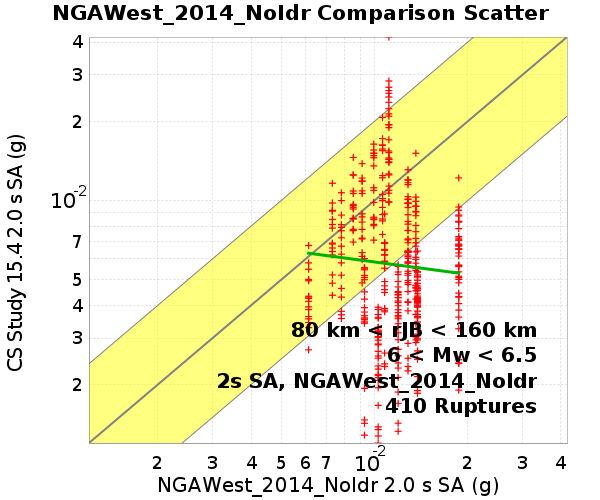 NGAWest_2014_NoIdr Comparison Scatter
4
3
2
10-2
7
5
4
3
2
CS Study 15.4 2.0 s SA (g)
80 km < rJB < 160 km
6 < Mw < 6.5
2s SA, NGAWest_2014_NoIdr
410 Ruptures
2 3 4 5 6 7 10-2 2 3 4
NGAWest_2014_NoIdr 2.0 s SA (g)